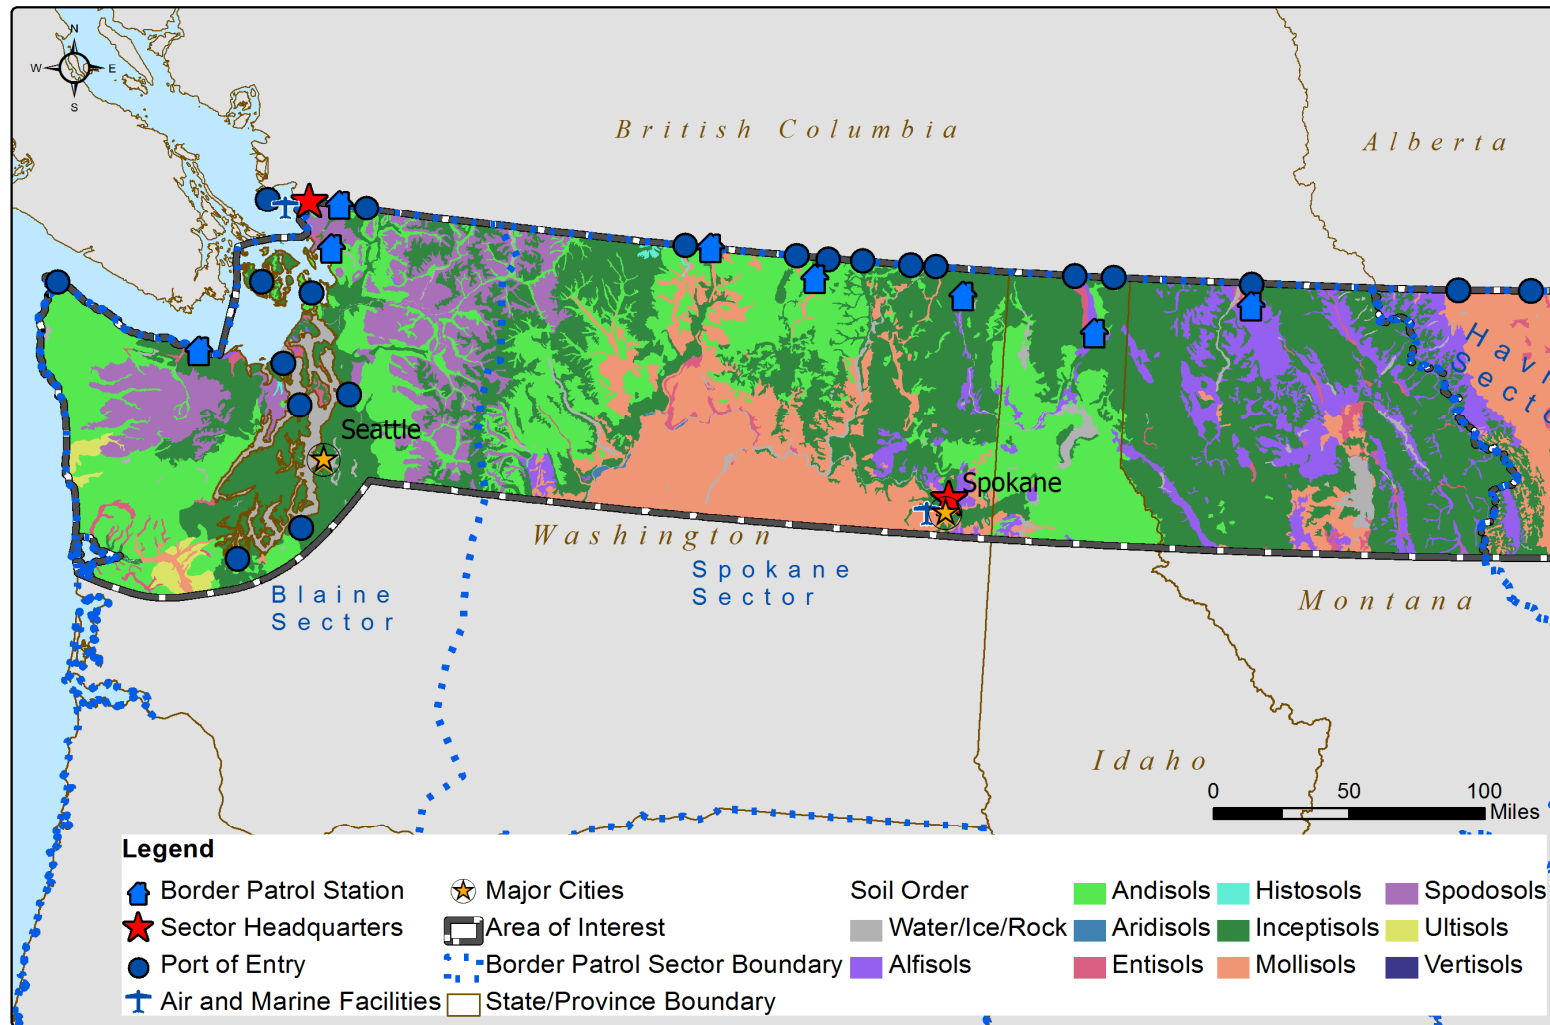 N
W E
S
British Columbia
Alberta
Havr
Secto
Seattle
Spokane
Washington
Spokane
Sector
Blaine
Sector
Montana
Idaho
0 50 100
Miles
Legend
Border Patrol Station
Sector Headquarters
Port of Entry
Air and Marine Facilities
Major Cities
Area of Interest
Border Patrol Sector Boundary
State/Province Boundary
Soil Order
Water/Ice/Rock
Alfisols
Andisols
Aridisols
Entisols
Histosols
Inceptisols
Mollisols
Spodosols
Ultisols
Vertisols